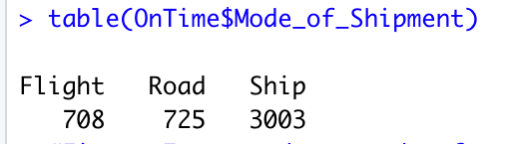 > table(OnTime$Mode_of_Shipment)
Flight Road Ship
708 725 3003